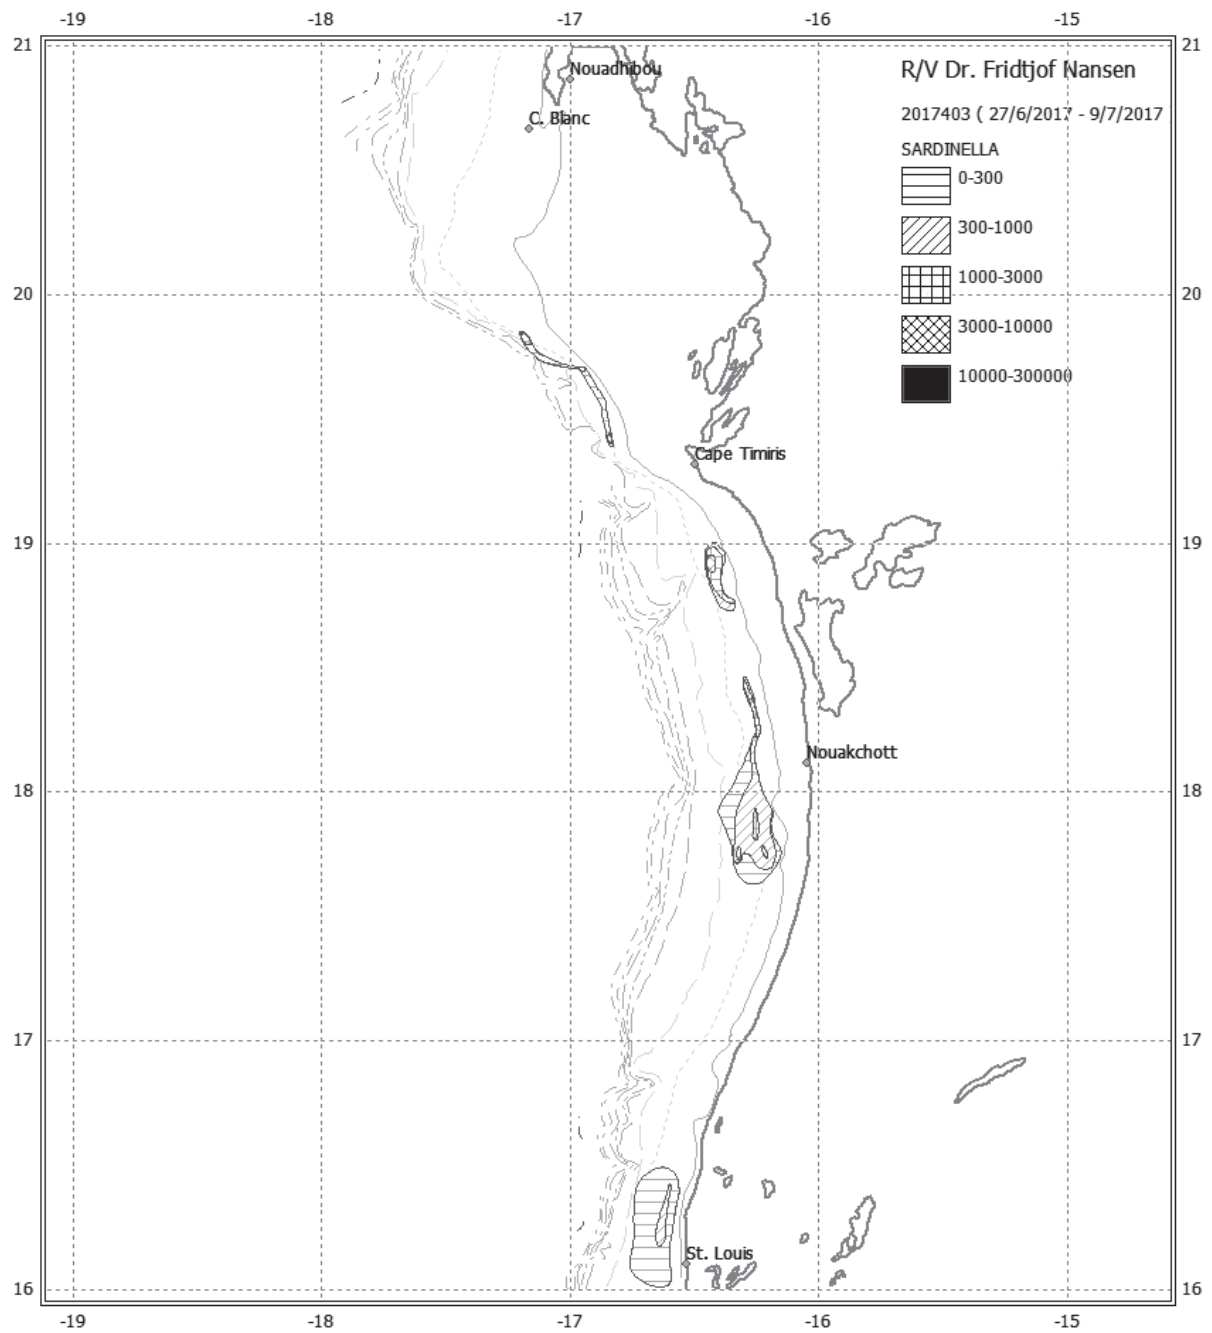 -19 -18 -17 -16 -15
21 21
Nouadhibou
R/V Dr. Fridtjof Nansen
2017403 ( 27/6/2017 - 9/7/2017
C. Blanc
SARDINELLA
0-300
300-1000
1000-3000
20 20
3000-10000
10000-300000
Cape Timiris
19 19
Nouakchott
18 18
17 17
St. Louis
16 16
-19 -18 -17 -16 -15